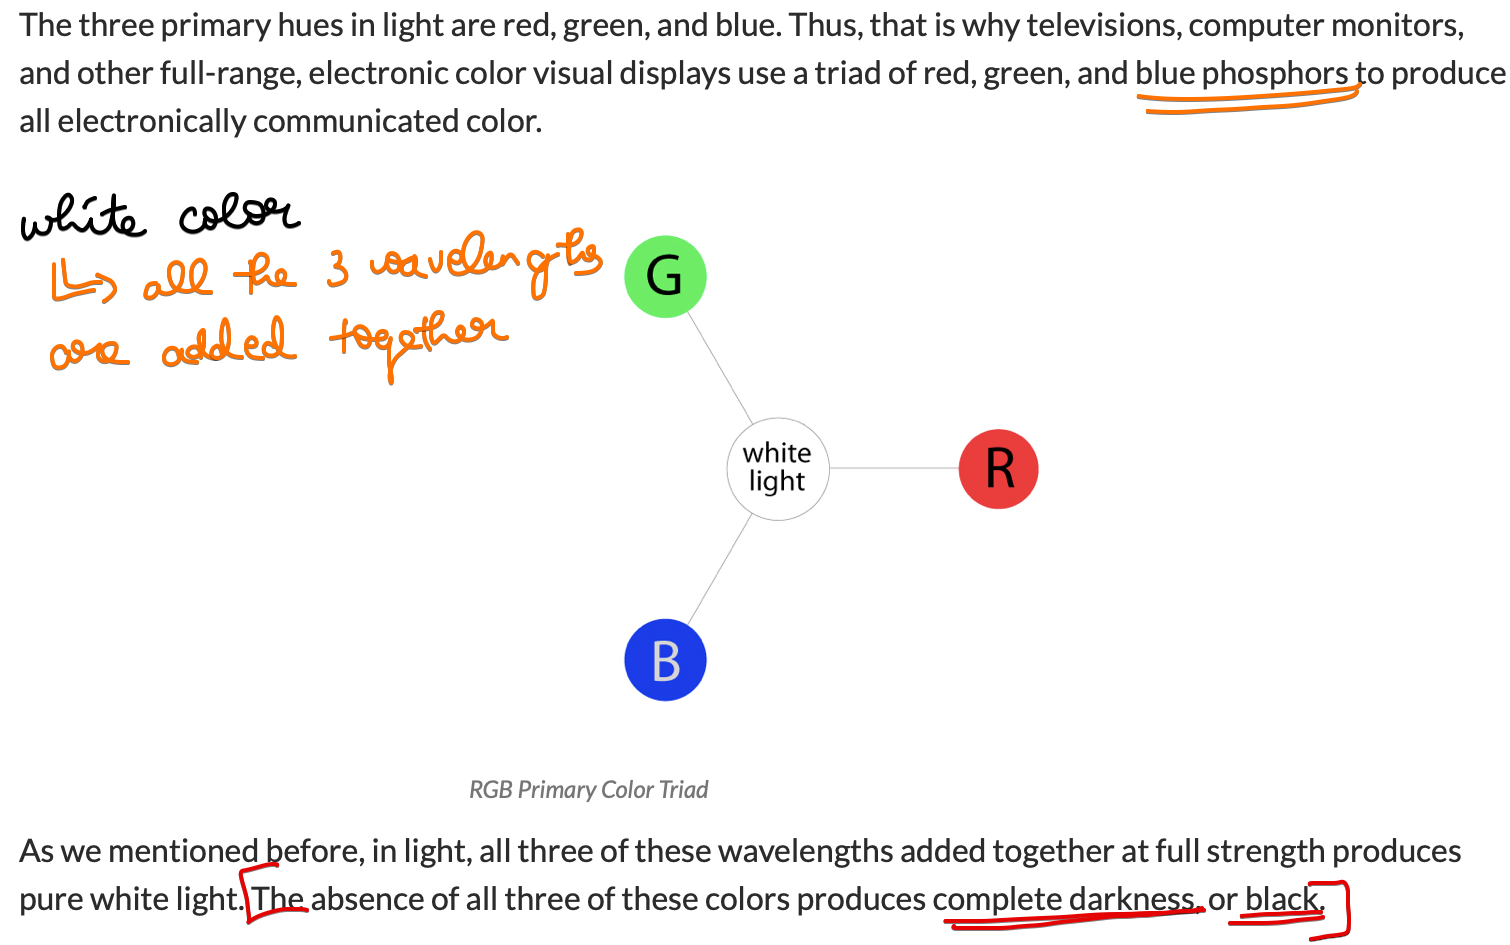 The three primary hues in light are red, green, and blue. Thus, that is why televisions, computer monitors,
and other full-range, electronic color visual displays use a triad of red, green, and blue phosphors to produce
all electronically communicated color.
white color
↳ all the 3 wavelengths
are added together
G
white
light
R
B
RGB Primary Color Triad
As we mentioned before, in light, all three of these wavelengths added together at full strength produces
pure white light. The absence of all three of these colors produces complete darkness, or black.